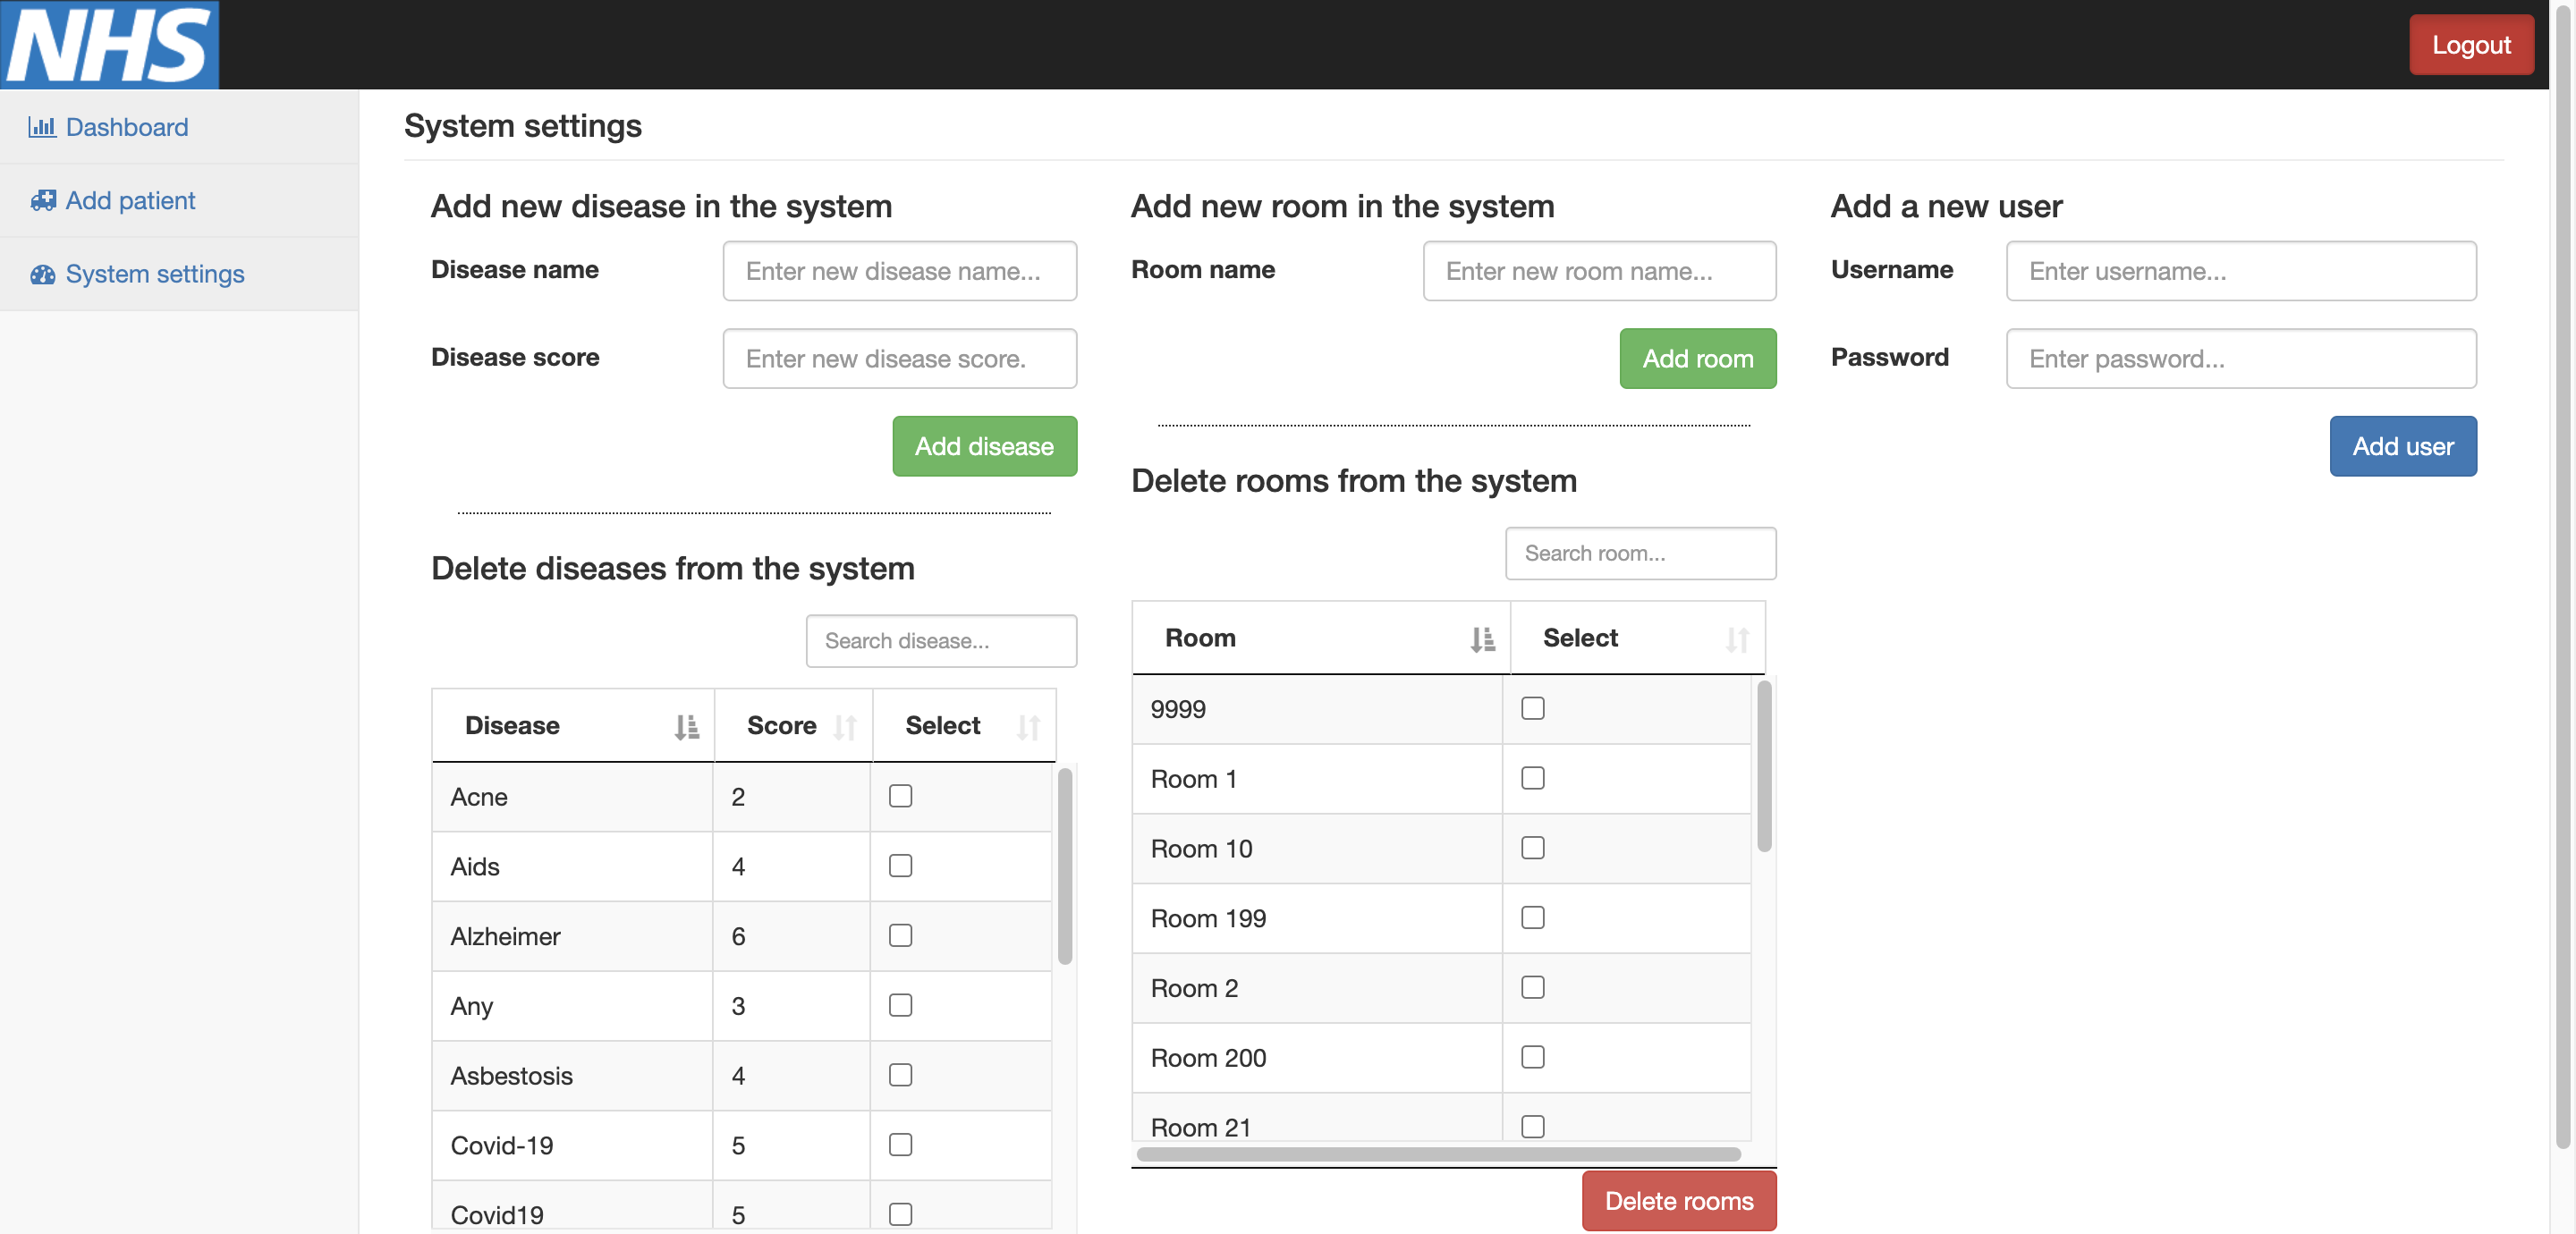 NHS
Logout
Dashboard
Add patient
System settings
System settings
Add new disease in the system
Disease name
Enter new disease name...
Disease score
Enter new disease score.
Add disease
Delete diseases from the system
Search disease...
Disease Score Select
Acne 2
Aids 4
Alzheimer 6
Any 3
Asbestosis 4
Covid-19 5
Covid19 5
Add new room in the system
Room name
Enter new room name...
Add room
Delete rooms from the system
Search room...
Room Select
9999
Room 1
Room 10
Room 199
Room 2
Room 200
Room 21
Delete rooms
Add a new user
Username
Enter username...
Password
Enter password...
Add user